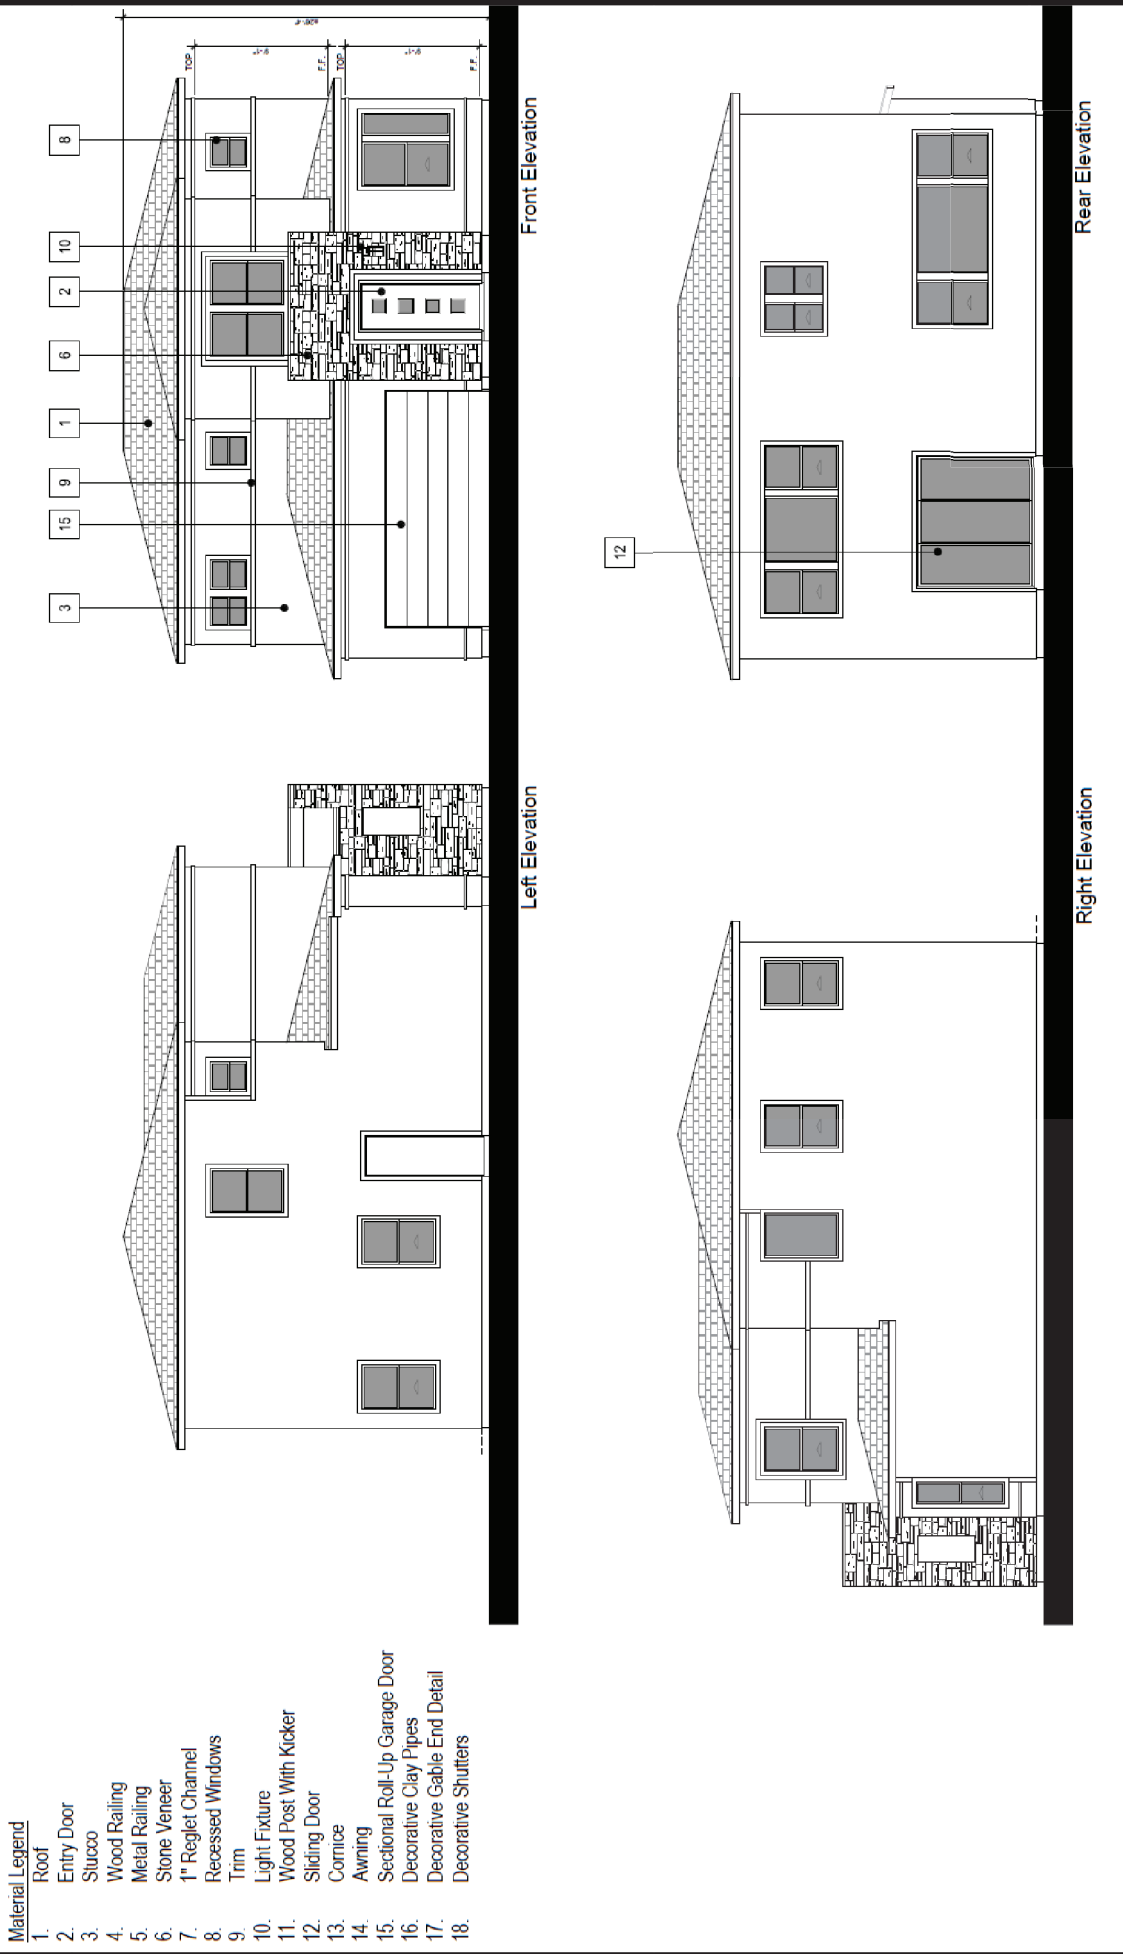 Material Legend
1. Roof
2. Entry Door
3. Stucco
4. Wood Railing
5. Metal Railing
6. Stone Veneer
7. 1" Reglet Channel
8. Recessed Windows
9. Trim
10. Light Fixture
11. Wood Post With Kicker
12. Sliding Door
13. Cornice
14. Awning
15. Sectional Roll-Up Garage Door
16. Decorative Clay Pipes
17. Decorative Gable End Detail
18. Decorative Shutters
3
15
9
1
6
2
10
8
TOP
9'-1"
F.F.
TOP
9'-1"
F.F.
Left Elevation
Front Elevation
12
Right Elevation
Rear Elevation